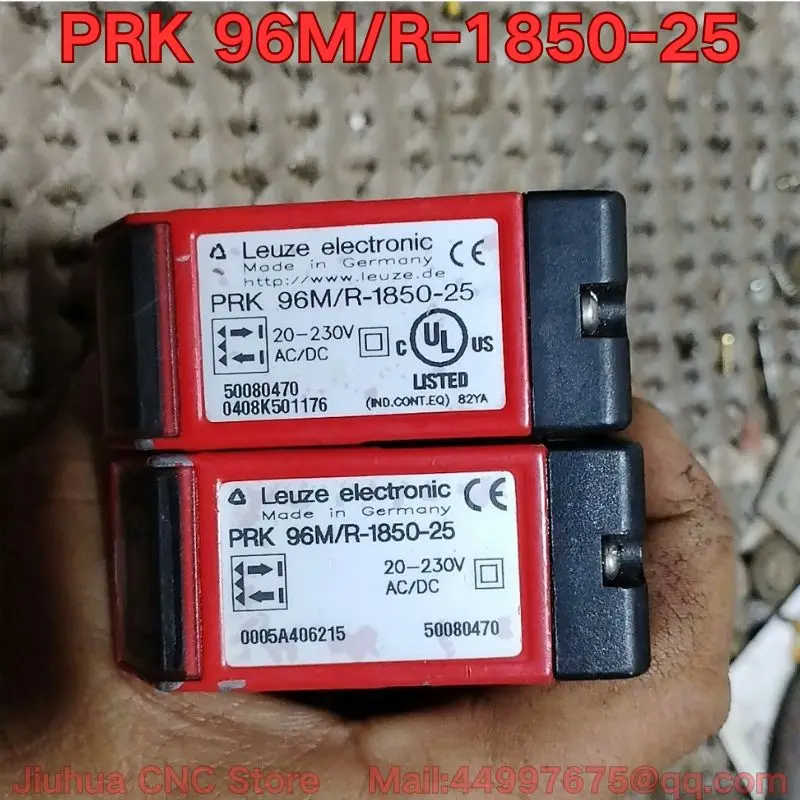 PRK 96M/R-1850-25
Leuze electronic CE
Made in Germany
http://www.leuze.de
PRK 96M/R-1850-25
20-230V
AC/DC
C UL US
LISTED
50080470
0408K501176
(IND.CONT.EQ) 82YA
Leuze electronic CE
Made in Germany
PRK 96M/R-1850-25
20-230V
AC/DC
0005A406215 50080470
Jiuhua CNC Store Mail:44997675@qq.com